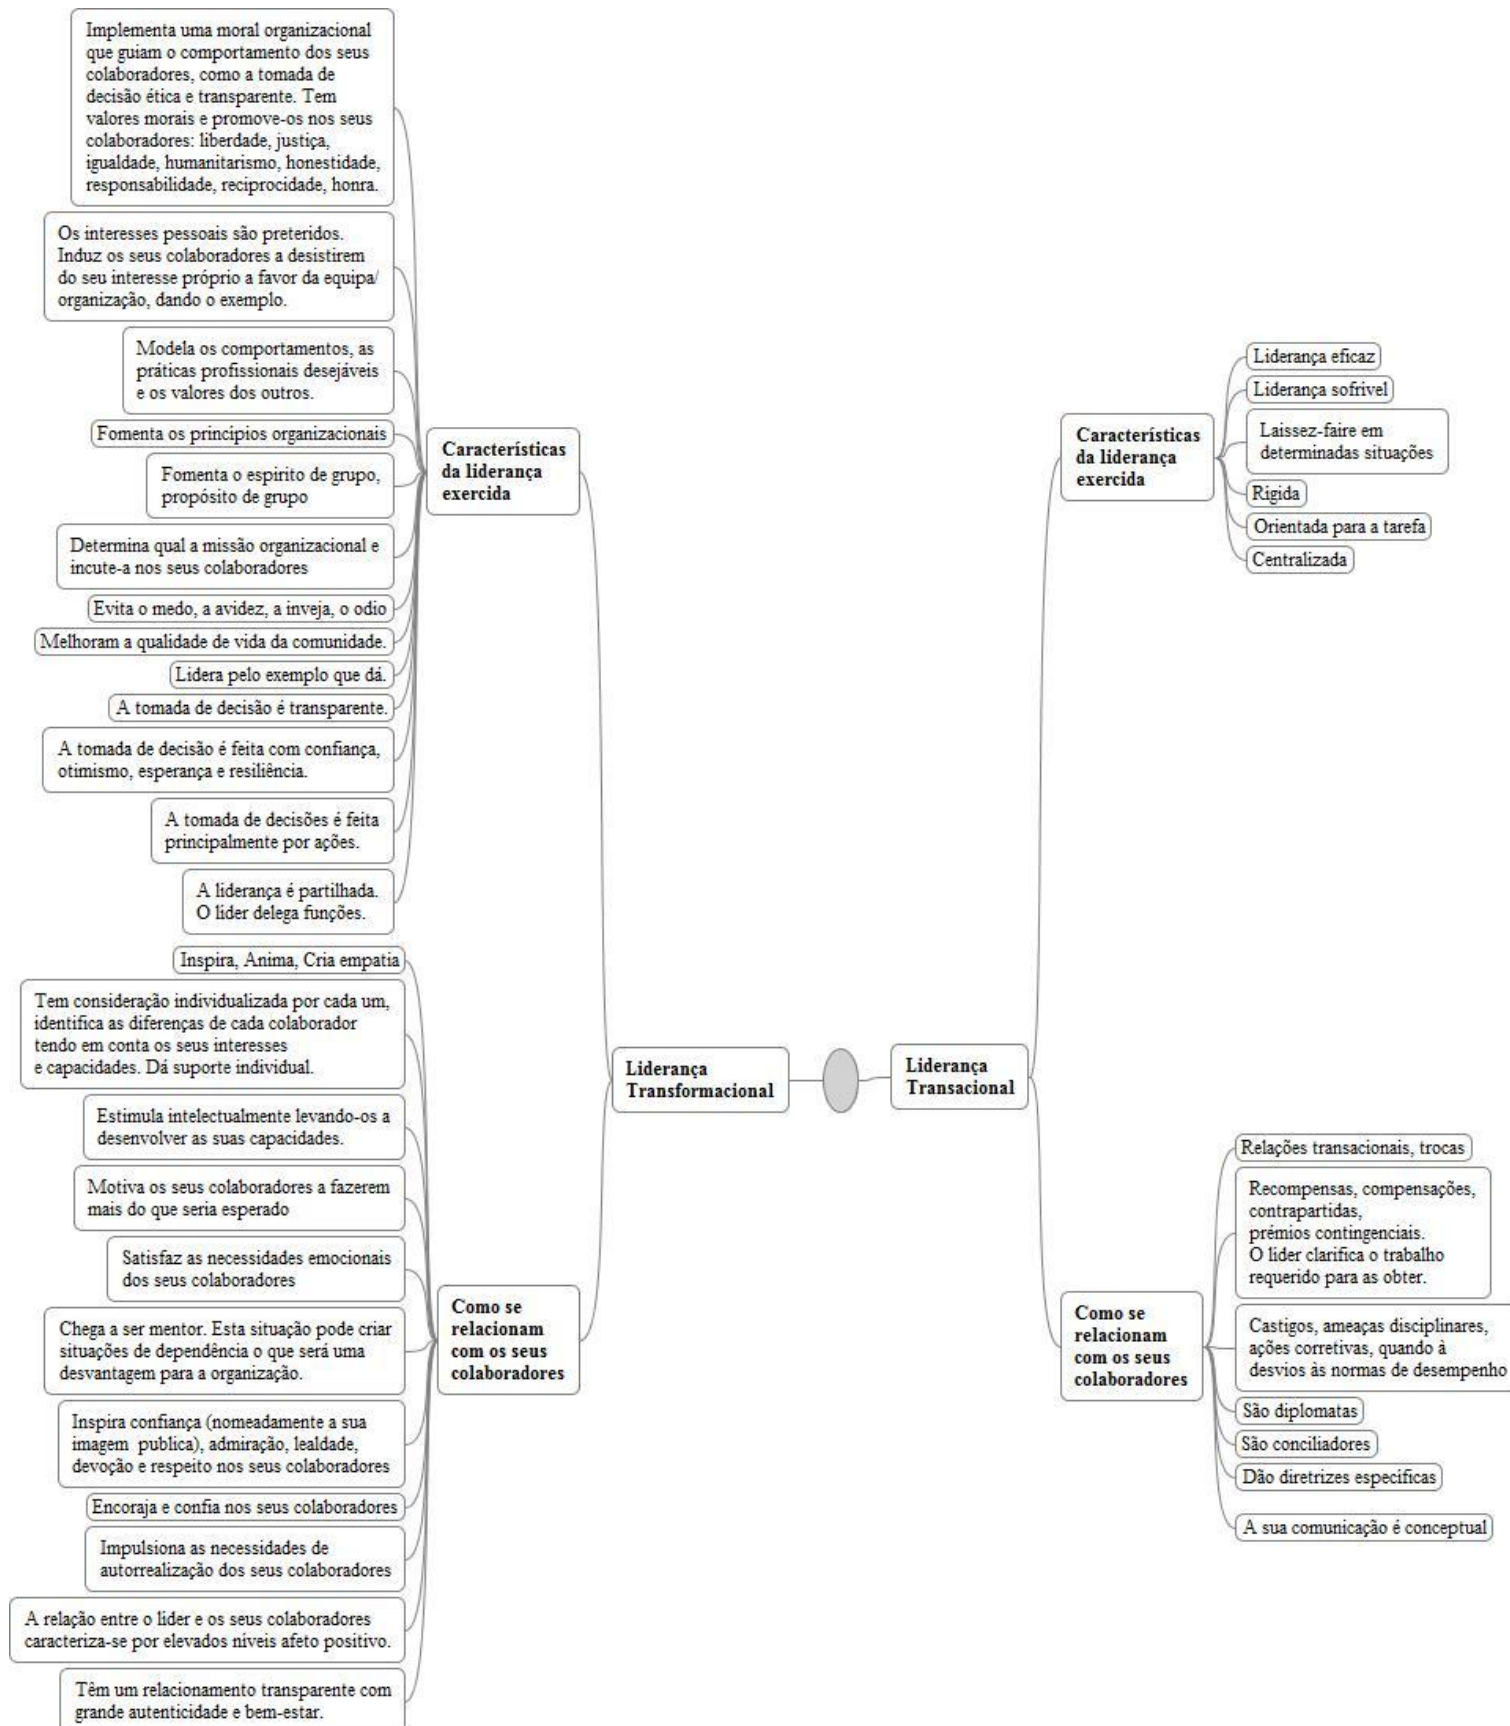 Implementa uma moral organizacional
que guiam o comportamento dos seus
colaboradores, como a tomada de
decisão ética e transparente. Tem
valores morais e promove-os nos seus
colaboradores: liberdade, justiça,
igualdade, humanitarismo, honestidade,
responsabilidade, reciprocidade, honra.
Os interesses pessoais são preteridos.
Induz os seus colaboradores a desistirem
do seu interesse próprio a favor da equipa/
organização, dando o exemplo.
Modela os comportamentos, as
práticas profissionais desejáveis
e os valores dos outros.
Fomenta os principios organizacionais
Fomenta o espirito de grupo,
propósito de grupo
Determina qual a missão organizacional e
incute-a nos seus colaboradores
Evita o medo, a avidez, a inveja, o odio
Melhoram a qualidade de vida da comunidade.
Lidera pelo exemplo que dá.
A tomada de decisão é transparente.
A tomada de decisão é feita com confiança,
otimismo, esperança e resiliência.
A tomada de decisões é feita
principalmente por ações.
A liderança é partilhada.
O lider delega funções.
Características
da liderança
exercida
Inspira, Anima, Cria empatia
Tem consideração individualizada por cada um,
identifica as diferenças de cada colaborador
tendo em conta os seus interesses
e capacidades. Dá suporte individual.
Estimula intelectualmente levando-os a
desenvolver as suas capacidades.
Motiva os seus colaboradores a fazerem
mais do que seria esperado
Satisfaz as necessidades emocionais
dos seus colaboradores
Chega a ser mentor. Esta situação pode criar
situações de dependência o que será uma
desvantagem para a organização.
Inspira confiança (nomeadamente a sua
imagem publica), admiração, lealdade,
devoção e respeito nos seus colaboradores
Encoraja e confia nos seus colaboradores
Impulsiona as necessidades de
autorrealização dos seus colaboradores
A relação entre o lider e os seus colaboradores
caracteriza-se por elevados niveis afeto positivo.
Têm um relacionamento transparente com
grande autenticidade e bem-estar.
Como se
relacionam
com os seus
colaboradores
Liderança
Transformacional
Liderança
Transacional
Características
da liderança
exercida
Liderança eficaz
Liderança sofrivel
Laissez-faire em
determinadas situações
Rigida
Orientada para a tarefa
Centralizada
Como se
relacionam
com os seus
colaboradores
Relações transacionais, trocas
Recompensas, compensações,
contrapartidas,
prémios contingenciais.
O lider clarifica o trabalho
requerido para as obter.
Castigos, ameaças disciplinares,
ações corretivas, quando à
desvios às normas de desempenho
São diplomatas
São conciliadores
Dão diretrizes especificas
A sua comunicação é conceptual